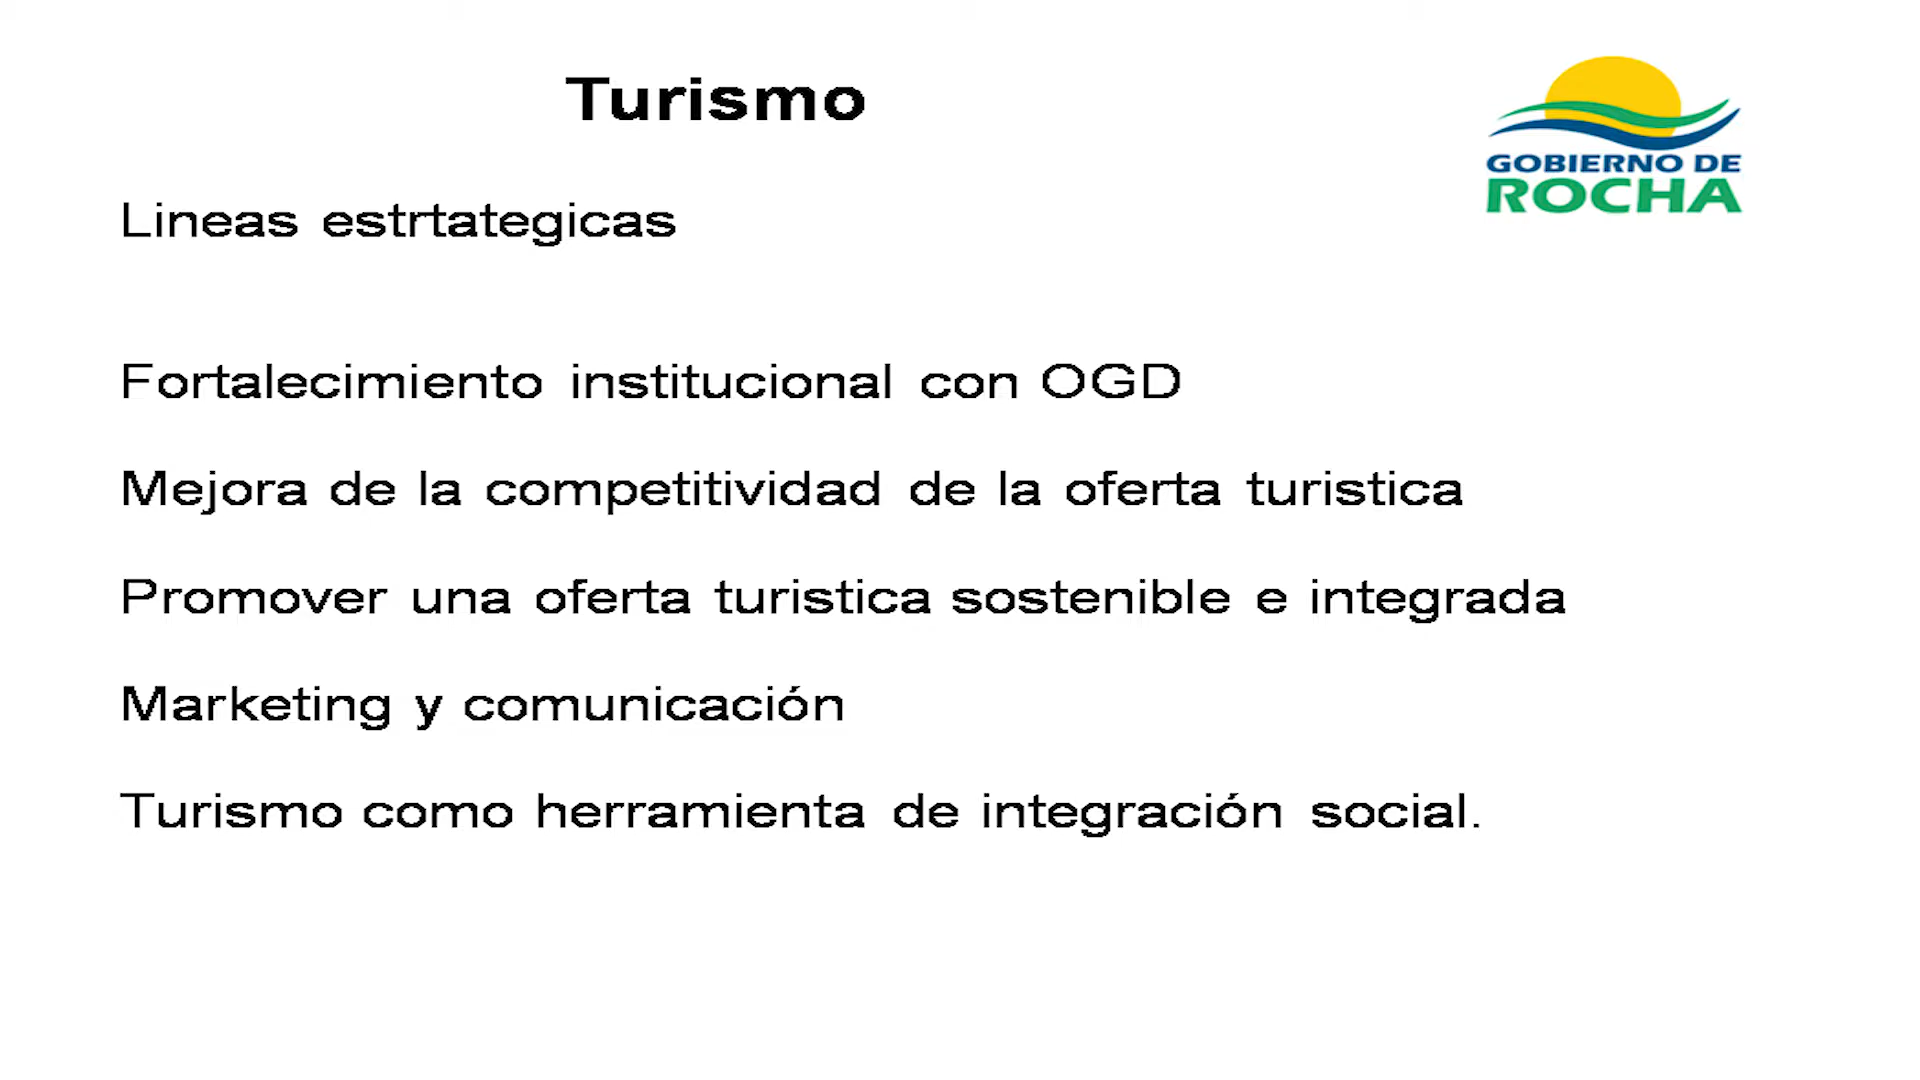 Turismo
GOBIERNO DE
ROCHA
Lineas estrtategicas
Fortalecimiento institucional con OGD
Mejora de la competitividad de la oferta turistica
Promover una oferta turistica sostenible e integrada
Marketing y comunicación
Turismo como herramienta de integración social.